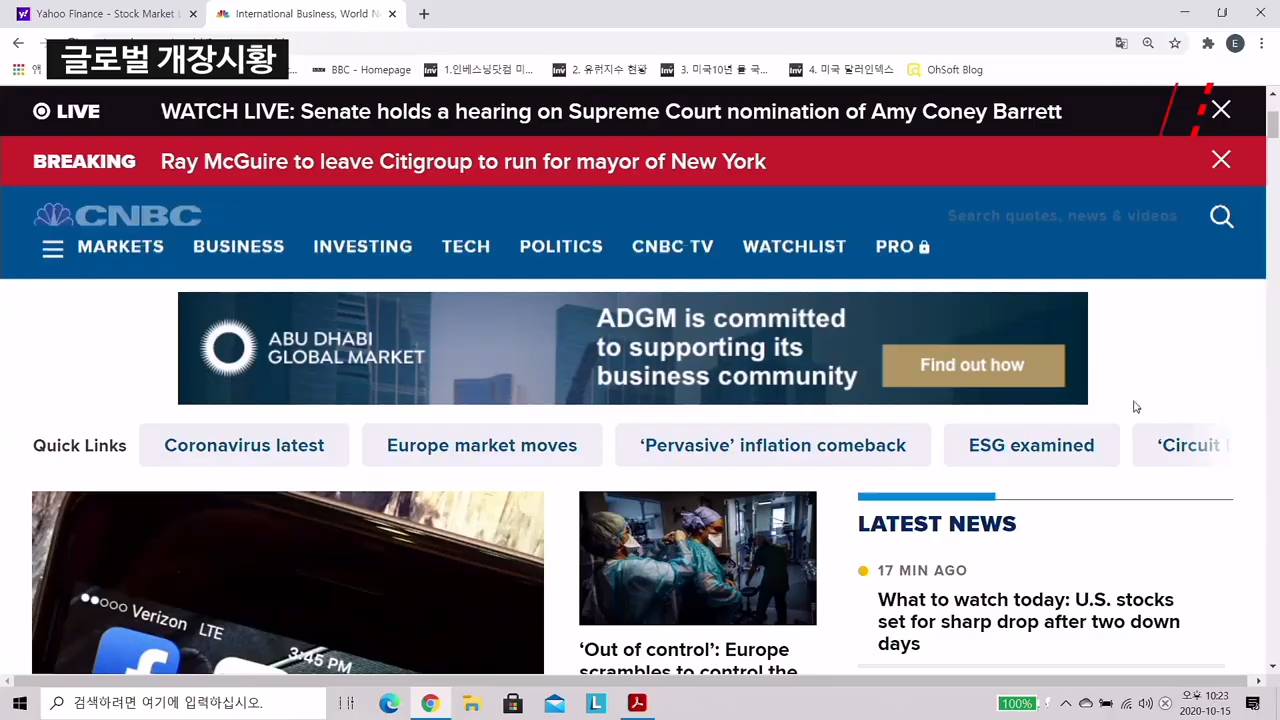 Yahoo Finance - Stock Market L
International Business, World N
글로벌 개장시황
E
BBC - Homepage
1.인베스팅닷컴 미...
2. 유럽지수 현황
3. 미국10년 물 국...
4. 미국 달러인덱스
OhSoft Blog
LIVE
WATCH LIVE: Senate holds a hearing on Supreme Court nomination of Amy Coney Barrett
BREAKING
Ray McGuire to leave Citigroup to run for mayor of New York
CNBC
Search quotes, news & videos
MARKETS BUSINESS INVESTING TECH POLITICS CNBC TV WATCHLIST PRO
ABU DHABI
GLOBAL MARKET
ADGM is committed
to supporting its
business community
Find out how
Quick Links
Coronavirus latest
Europe market moves
‘Pervasive’ inflation comeback
ESG examined
‘Circuit
Verizon LTE
3:45 PM
‘Out of control’: Europe
scrambles to control the
LATEST NEWS
17 MIN AGO
What to watch today: U.S. stocks
set for sharp drop after two down
days
검색하려면 여기에 입력하십시오.
L
100%
오후 10:23
2020-10-15